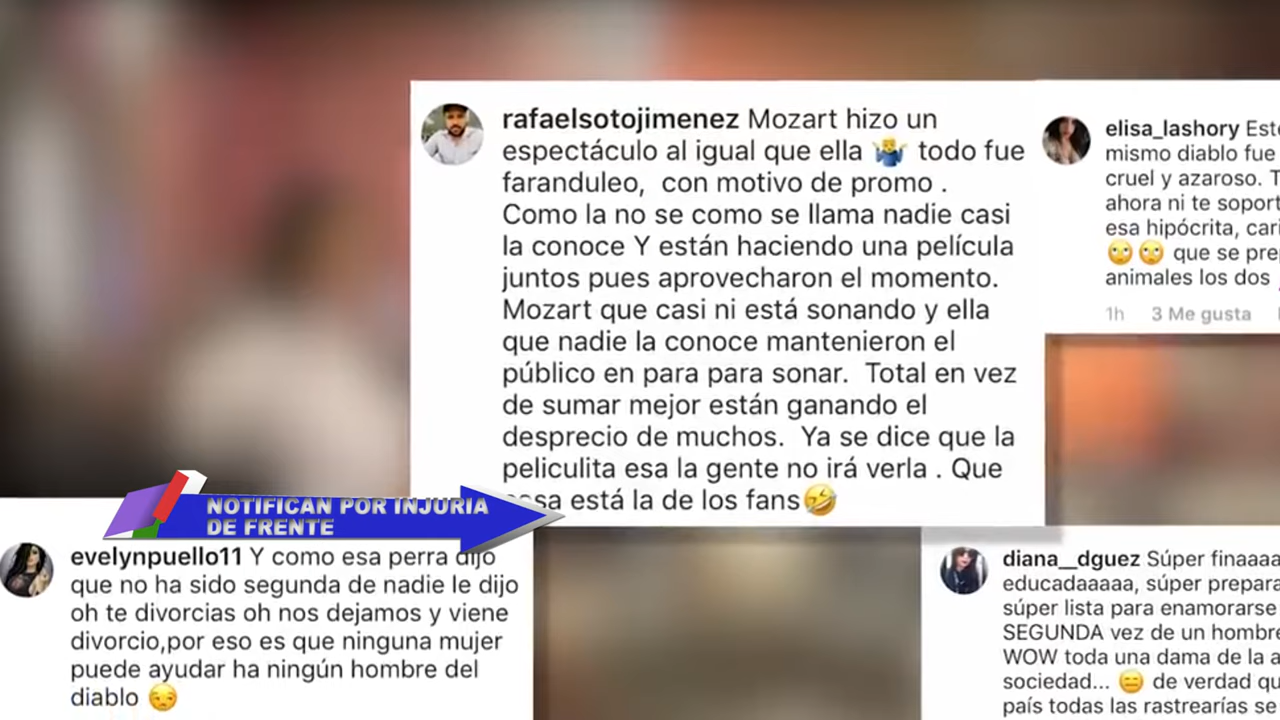 rafaelsotojimenez Mozart hizo un
espectáculo al igual que ella 🤷‍♂️ todo fue
faranduleo, con motivo de promo .
Como la no se como se llama nadie casi
la conoce Y están haciendo una película
juntos pues aprovecharon el momento.
Mozart que casi ni está sonando y ella
que nadie la conoce mantenieron el
público en para para sonar. Total en vez
de sumar mejor están ganando el
desprecio de muchos. Ya se dice que la
peliculita esa la gente no irá verla . Que
está la de los fans🤣
elisa_lashory Este
mismo diablo fue
cruel y azaroso. T
ahora ni te soport
esa hipócrita, cari
🙄🙄 que se prep
animales los dos
1h 3 Me gusta
NOTIFICAN POR INJURIA
DE FRENTE
evelynpuello11 Y como esa perra dijo
que no ha sido segunda de nadie le dijo
oh te divorcias oh nos dejamos y viene
divorcio,por eso es que ninguna mujer
puede ayudar ha ningún hombre del
diablo 😒
diana__dguez Súper finaaaa
educadaaaaa, súper prepara
súper lista para enamorarse
SEGUNDA vez de un hombre
WOW toda una dama de la a
sociedad... 😑 de verdad qu
país todas las rastrearías se